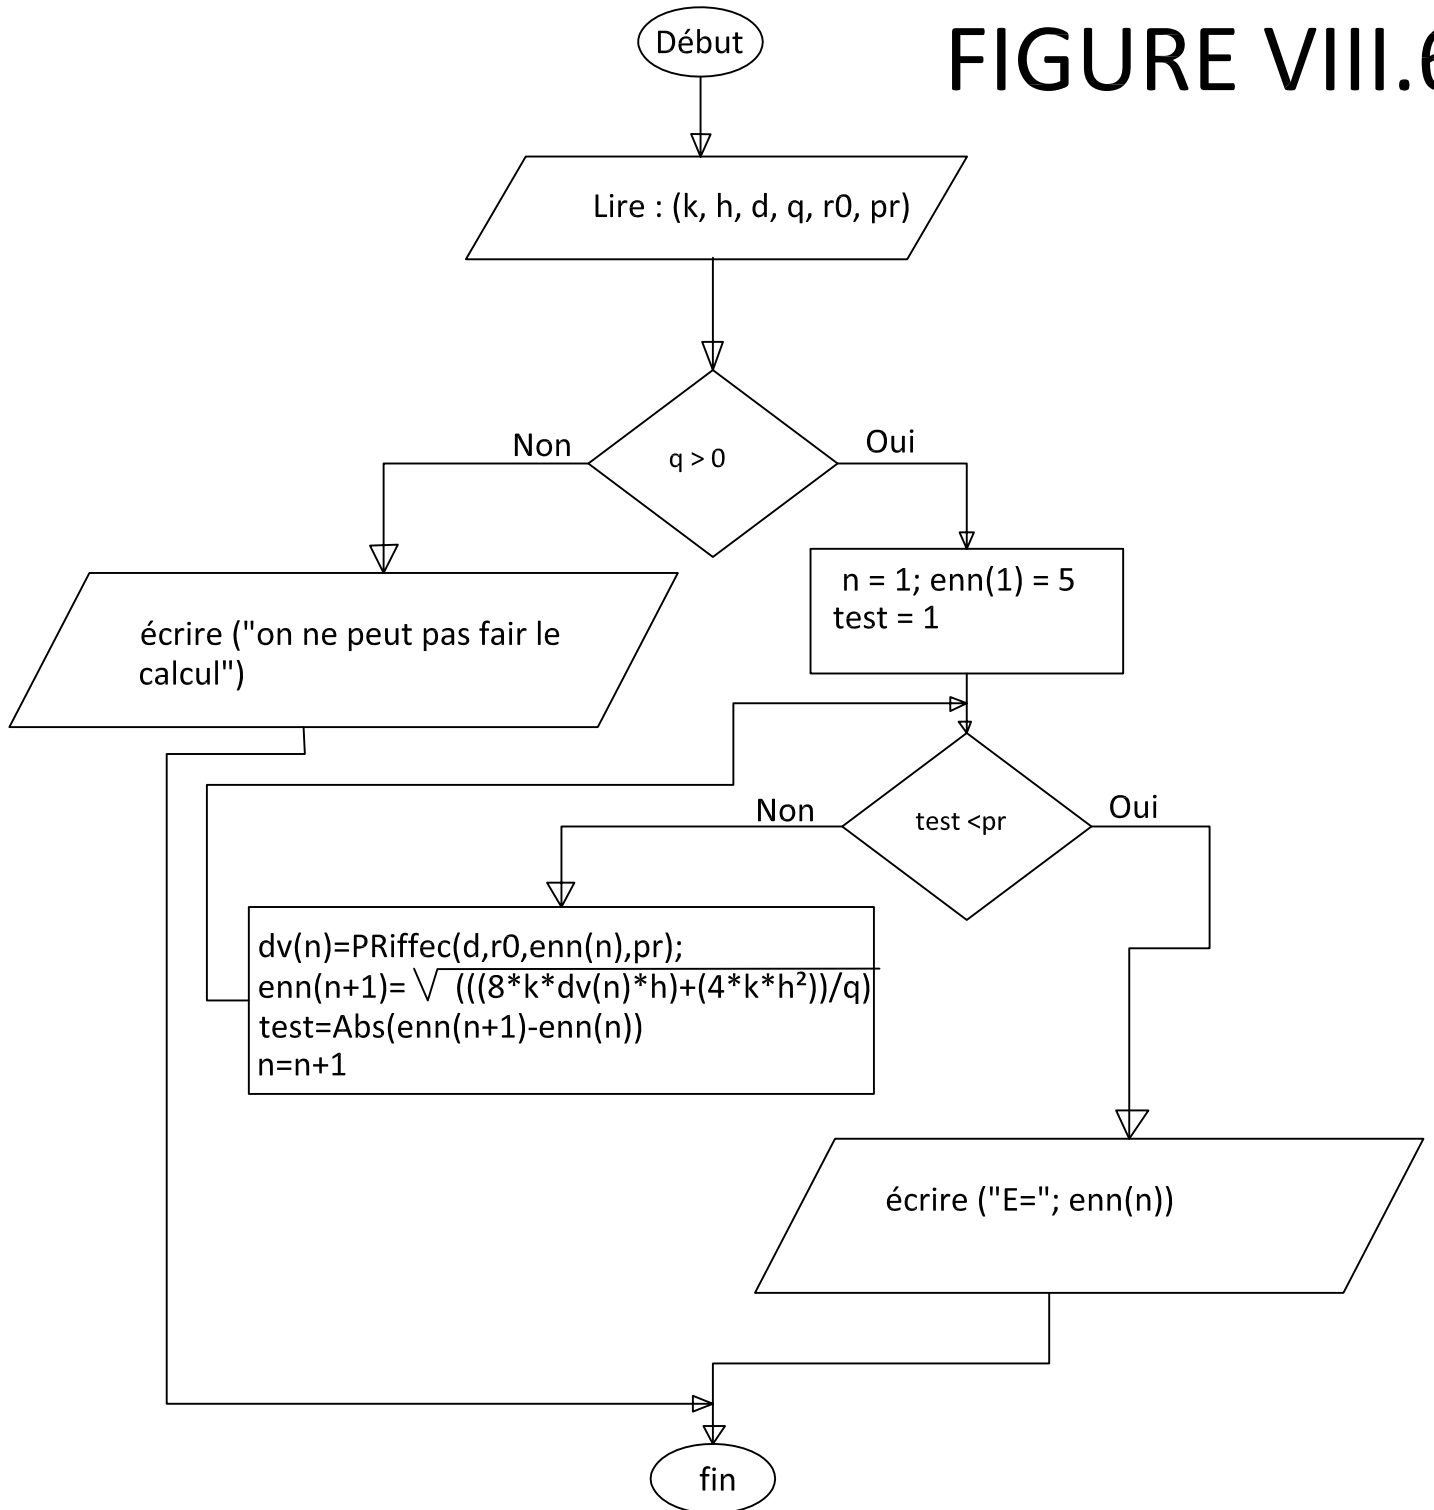 Début
FIGURE VIII.6
Lire : (k, h, d, q, r0, pr)
Non
Oui
q > 0
n = 1; enn(1) = 5
test = 1
écrire ("on ne peut pas fair le
calcul")
Non
Oui
test <pr
dv(n)=PRiffec(d,r0,enn(n),pr);
enn(n+1)= √ (((8*k*dv(n)*h)+(4*k*h²))/q)
test=Abs(enn(n+1)-enn(n))
n=n+1
écrire ("E="; enn(n))
fin